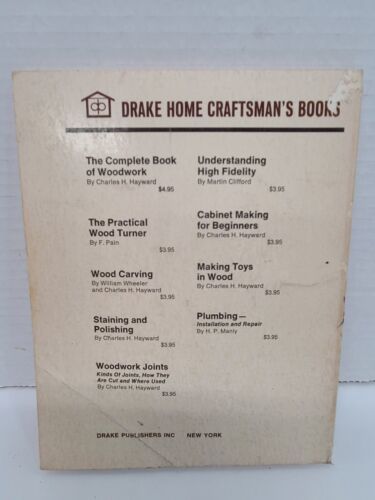 DRAKE HOME CRAFTSMAN'S BOOKS
The Complete Book
of Woodwork
By Charles H. Hayward
$4.95
The Practical
Wood Turner
By F. Pain
$3.95
Wood Carving
By William Wheeler
and Charles H. Hayward
$3.95
Staining and
Polishing
By Charles H. Hayward
$3.95
Woodwork Joints
Kinds Of Joints, How They
Are Cut and Where Used
By Charles H. Hayward
$3.95
Understanding
High Fidelity
By Martin Clifford
$3.95
Cabinet Making
for Beginners
By Charles H. Hayward
$3.95
Making Toys
in Wood
By Charles H. Hayward
$3.95
Plumbing—
Installation and Repair
By H. P. Manly
$3.95
DRAKE PUBLISHERS INC NEW YORK